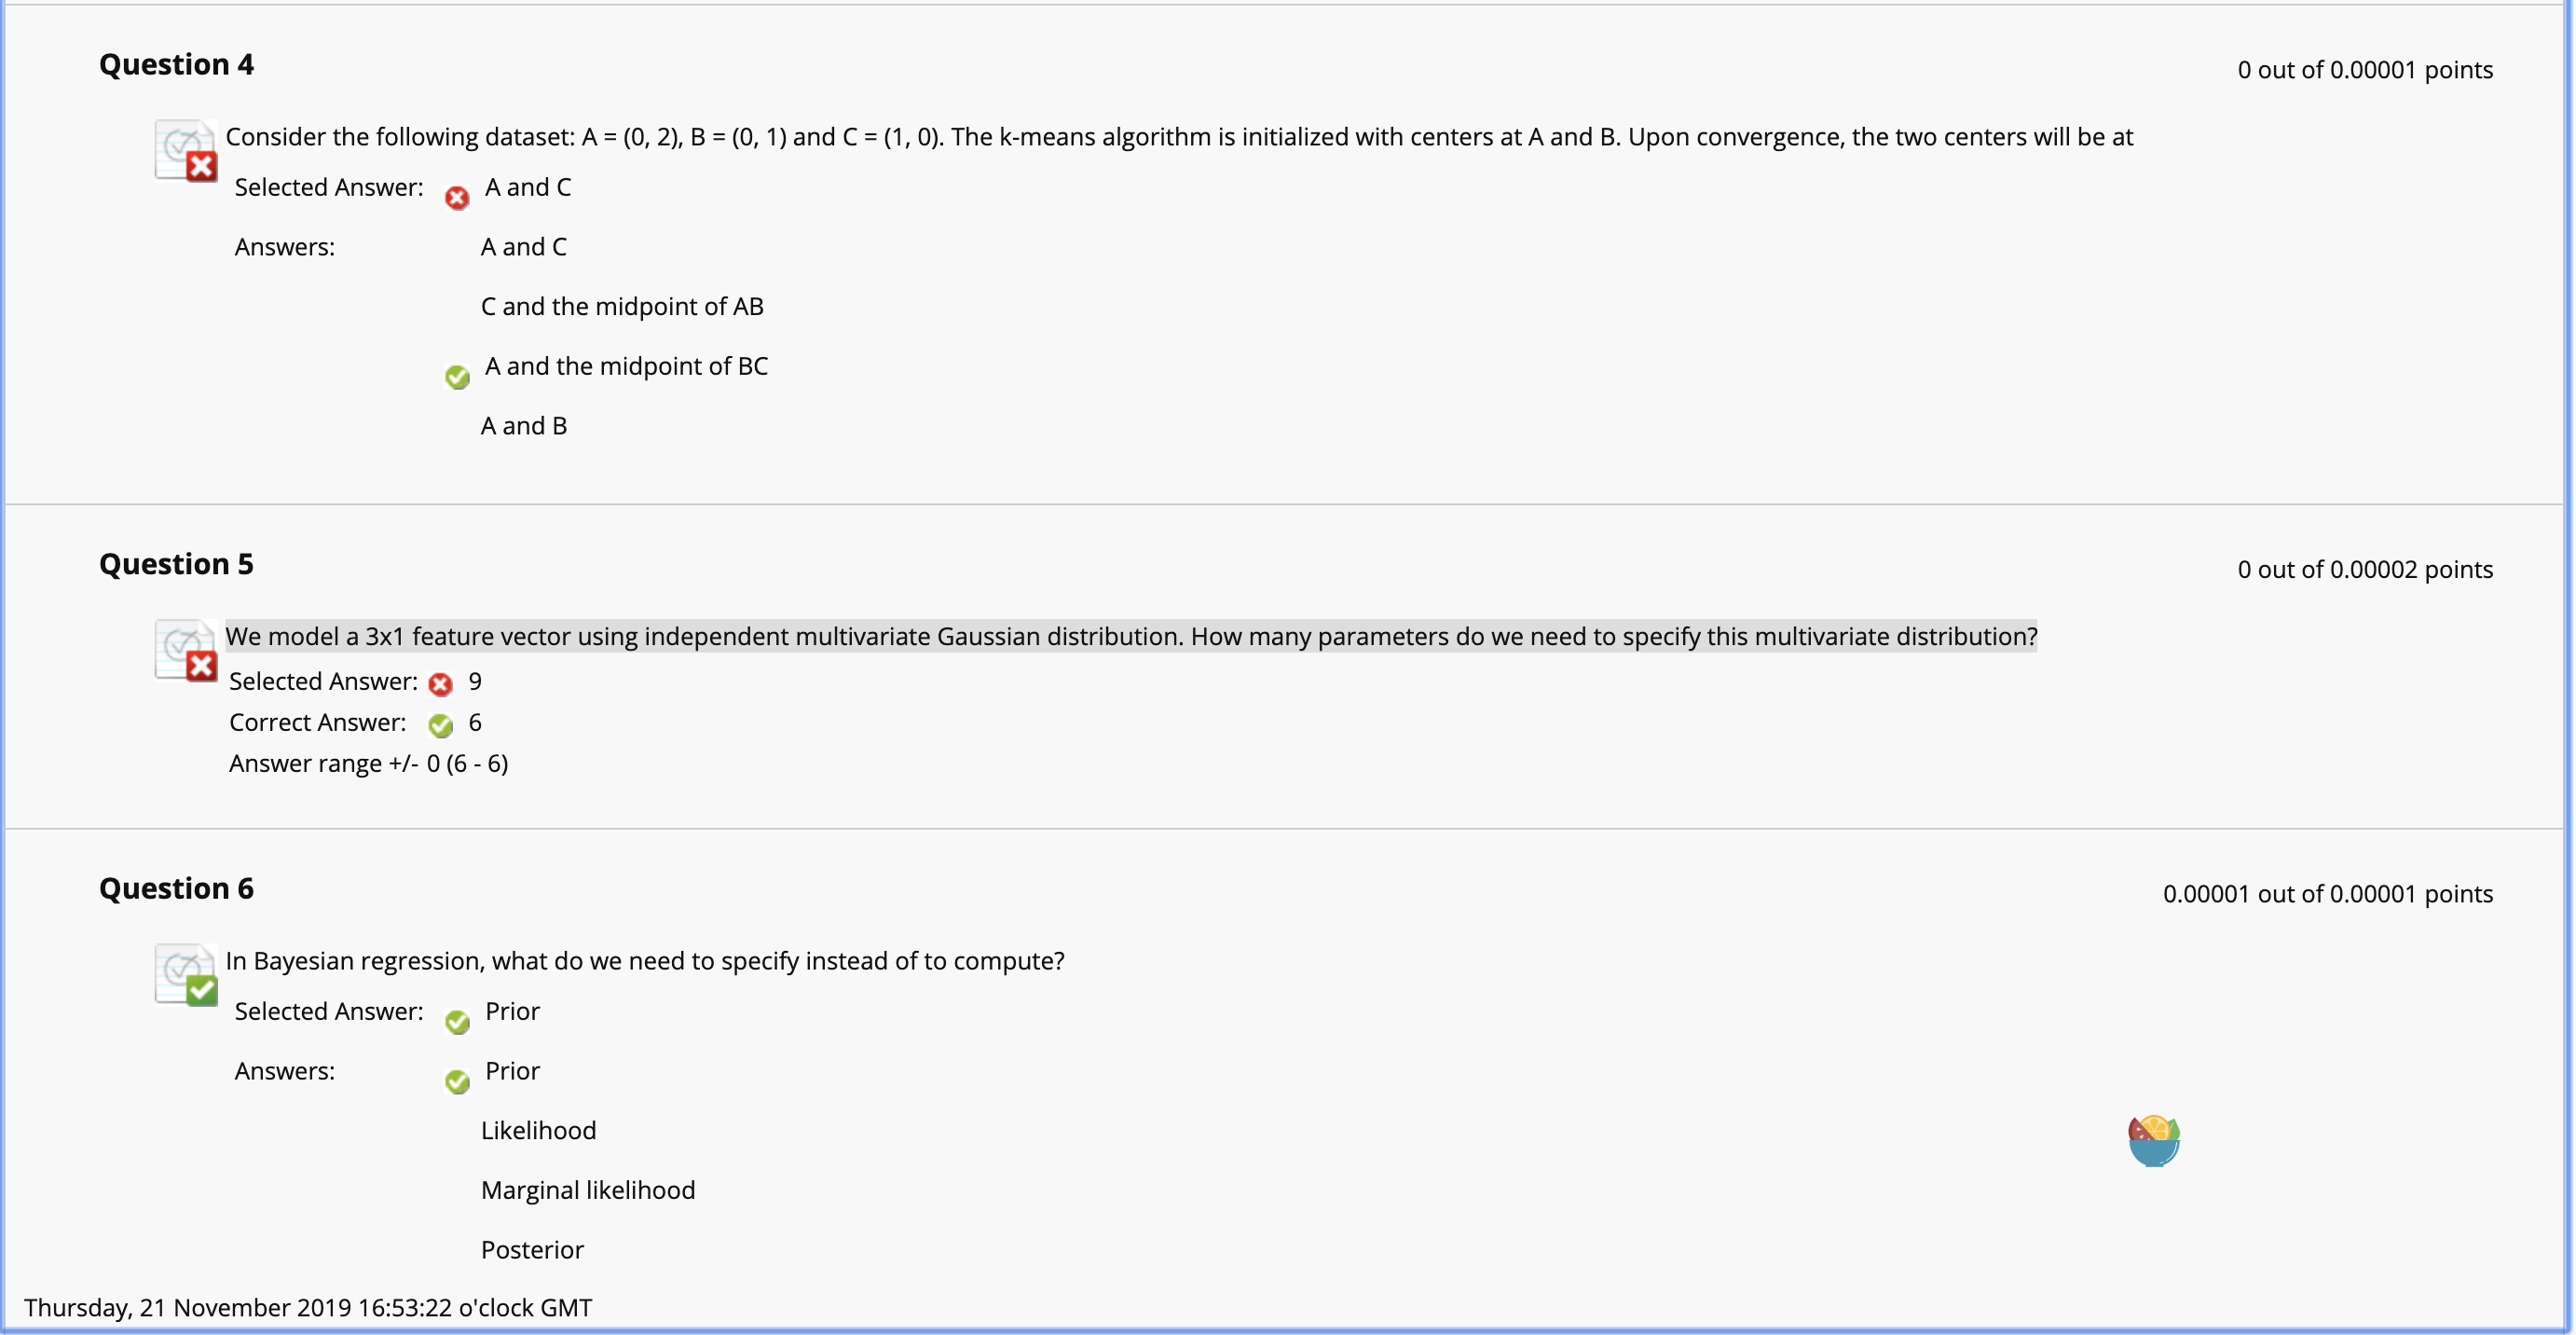 Question 4
0 out of 0.00001 points
Consider the following dataset: A = (0, 2), B = (0, 1) and C = (1, 0). The k-means algorithm is initialized with centers at A and B. Upon convergence, the two centers will be at
Selected Answer: A and C
Answers: A and C
C and the midpoint of AB
A and the midpoint of BC
A and B
Question 5
0 out of 0.00002 points
We model a 3x1 feature vector using independent multivariate Gaussian distribution. How many parameters do we need to specify this multivariate distribution?
Selected Answer: 9
Correct Answer: 6
Answer range +/- 0 (6 - 6)
Question 6
0.00001 out of 0.00001 points
In Bayesian regression, what do we need to specify instead of to compute?
Selected Answer: Prior
Answers: Prior
Likelihood
Marginal likelihood
Posterior
Thursday, 21 November 2019 16:53:22 o'clock GMT